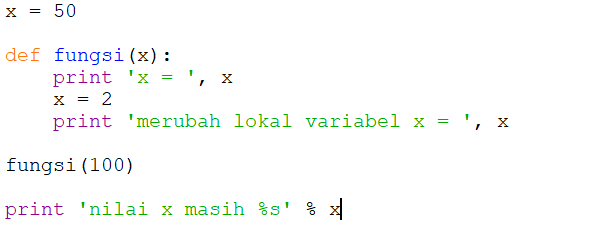 x = 50
def fungsi(x):
    print 'x = ', x
    x = 2
    print 'merubah lokal variabel x = ', x
fungsi(100)
print 'nilai x masih %s' % x